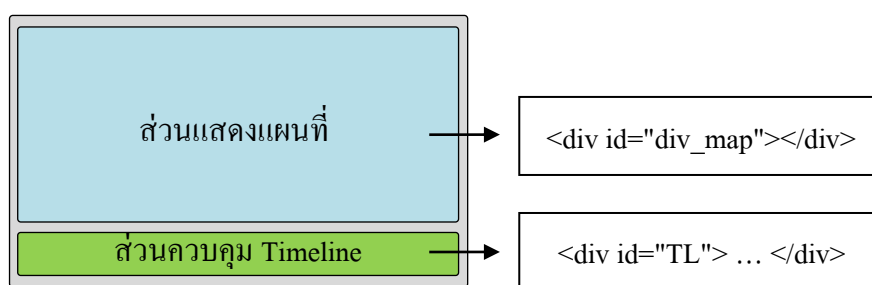 ส่วนแสดงแผนที่
<div id="div_map"></div>
ส่วนควบคุม Timeline
<div id="TL"> … </div>